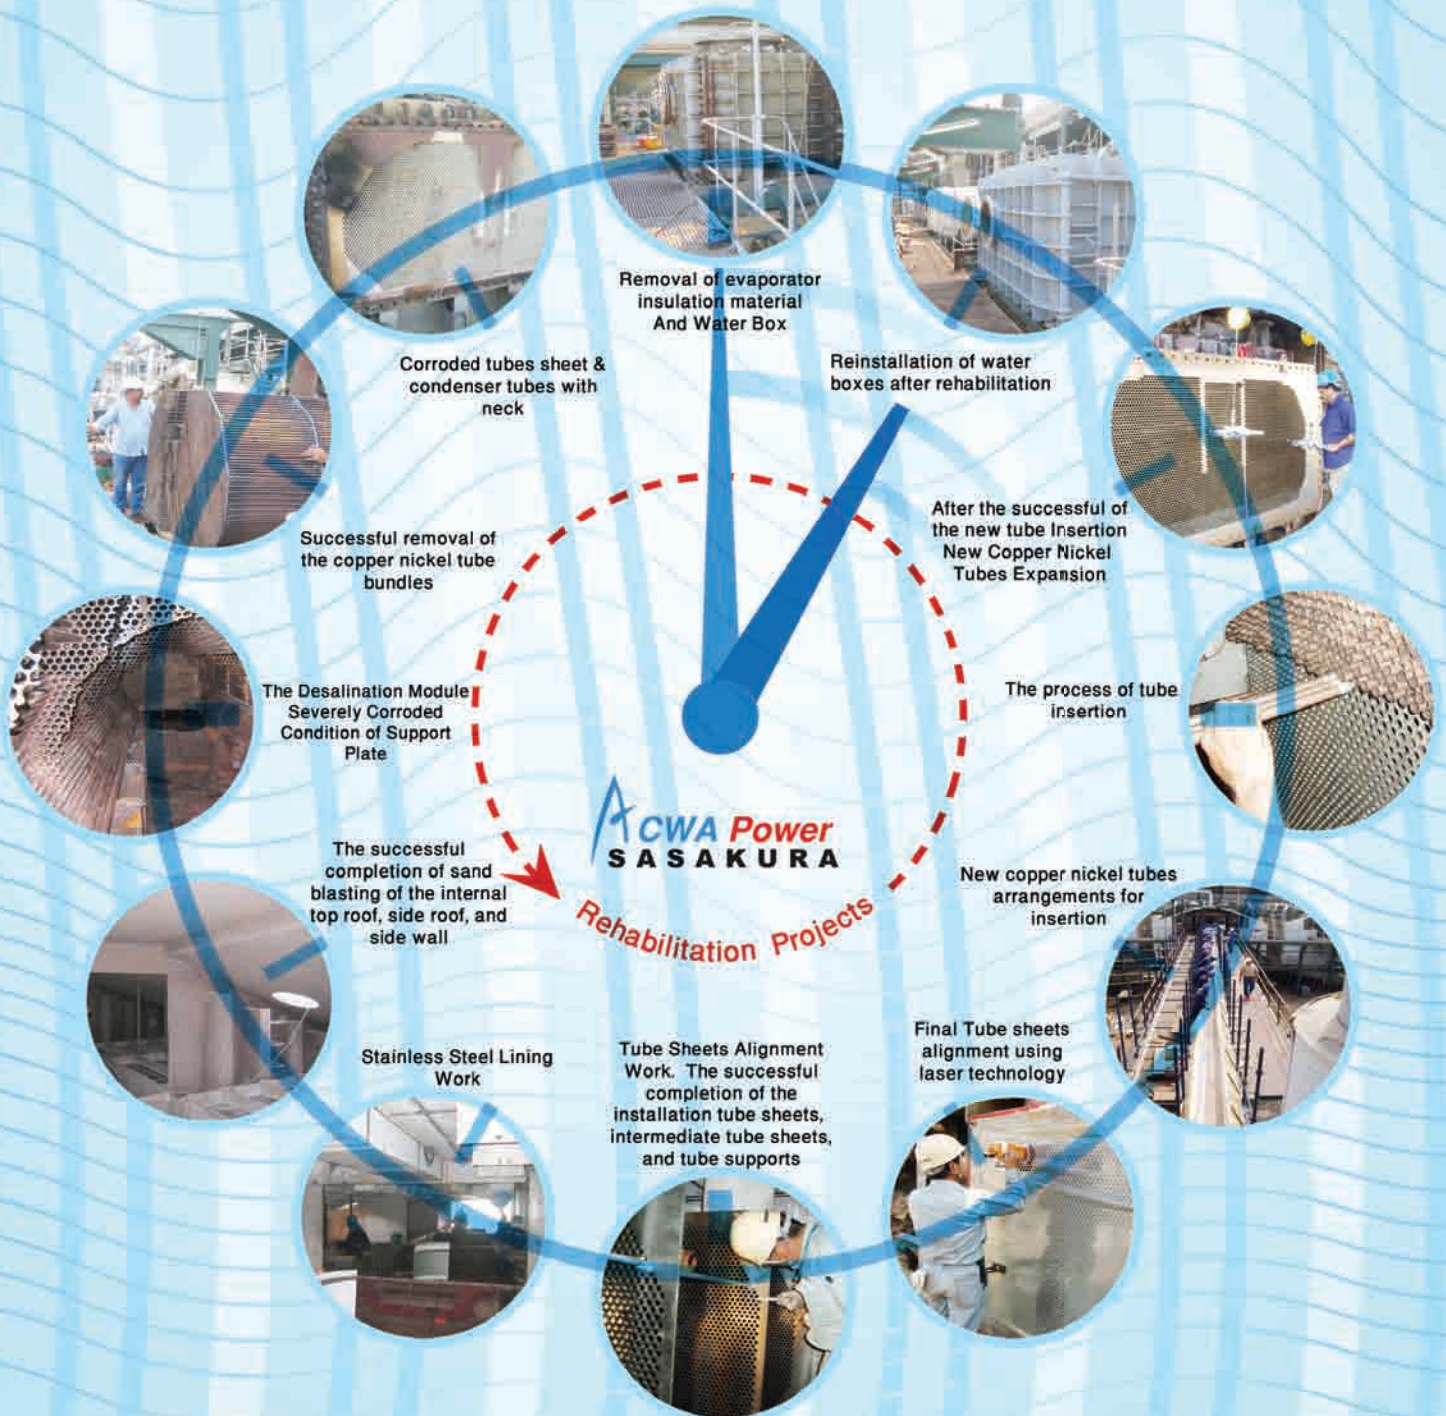 Removal of evaporator
insulation material
And Water Box
Corroded tubes sheet &
condenser tubes with
neck
Reinstallation of water
boxes after rehabilitation
Successful removal of
the copper nickel tube
bundles
After the successful of
the new tube Insertion
New Copper Nickel
Tubes Expansion
The Desalination Module
Severely Corroded
Condition of Support
Plate
The process of tube
insertion
ACWA Power
SASAKURA
Rehabilitation Projects
The successful
completion of sand
blasting of the internal
top roof, side roof, and
side wall
New copper nickel tubes
arrangements for
insertion
Stainless Steel Lining
Work
Tube Sheets Alignment
Work. The successful
completion of the
installation tube sheets,
intermediate tube sheets,
and tube supports
Final Tube sheets
alignment using
laser technology